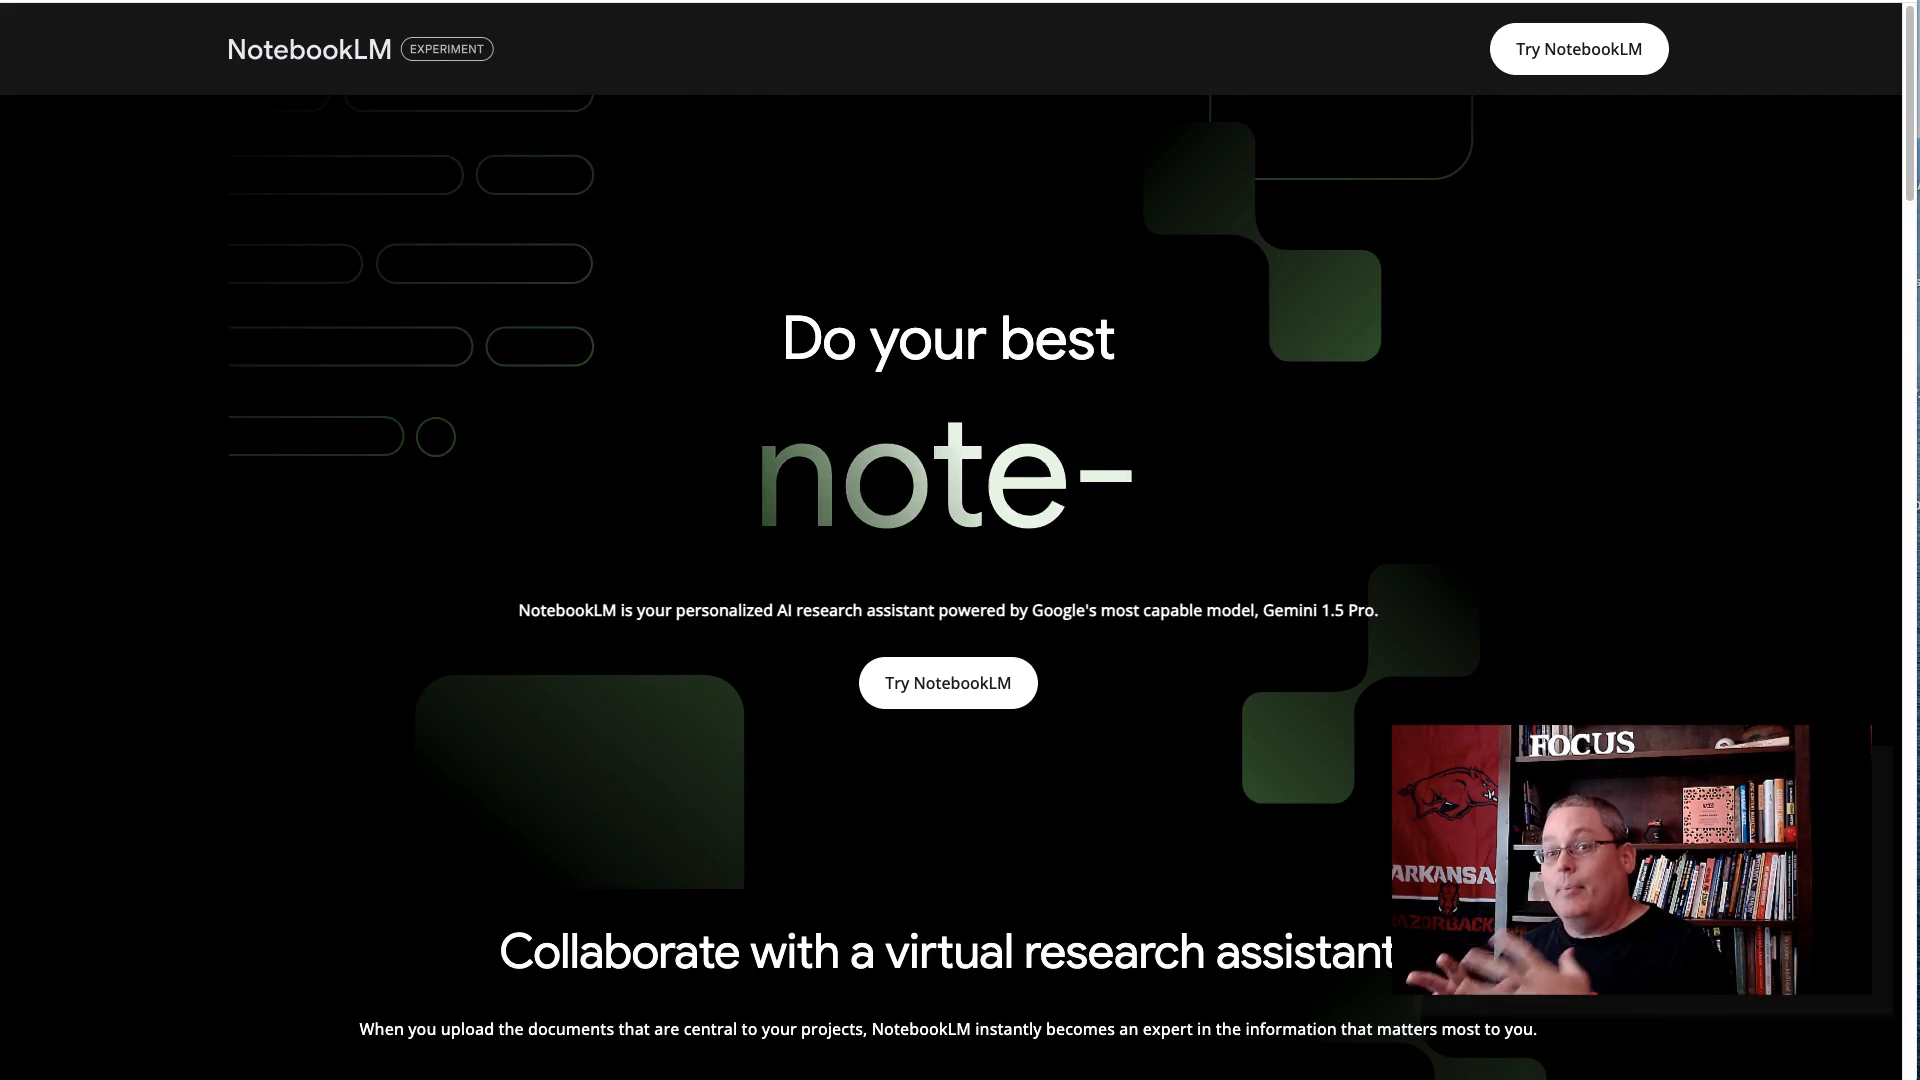 NotebookLM EXPERIMENT
Try NotebookLM
Do your best
note-
NotebookLM is your personalized AI research assistant powered by Google's most capable model, Gemini 1.5 Pro.
Try NotebookLM
FOCUS
ARKANSAS
RAZORBACKS
Collaborate with a virtual research assistant
When you upload the documents that are central to your projects, NotebookLM instantly becomes an expert in the information that matters most to you.